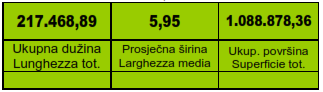 217.468,89 5,95 1.088.878,36
Ukupna dužina Prosječna širina Ukup. površina
Lunghezza tot. Larghezza media Superficie tot.